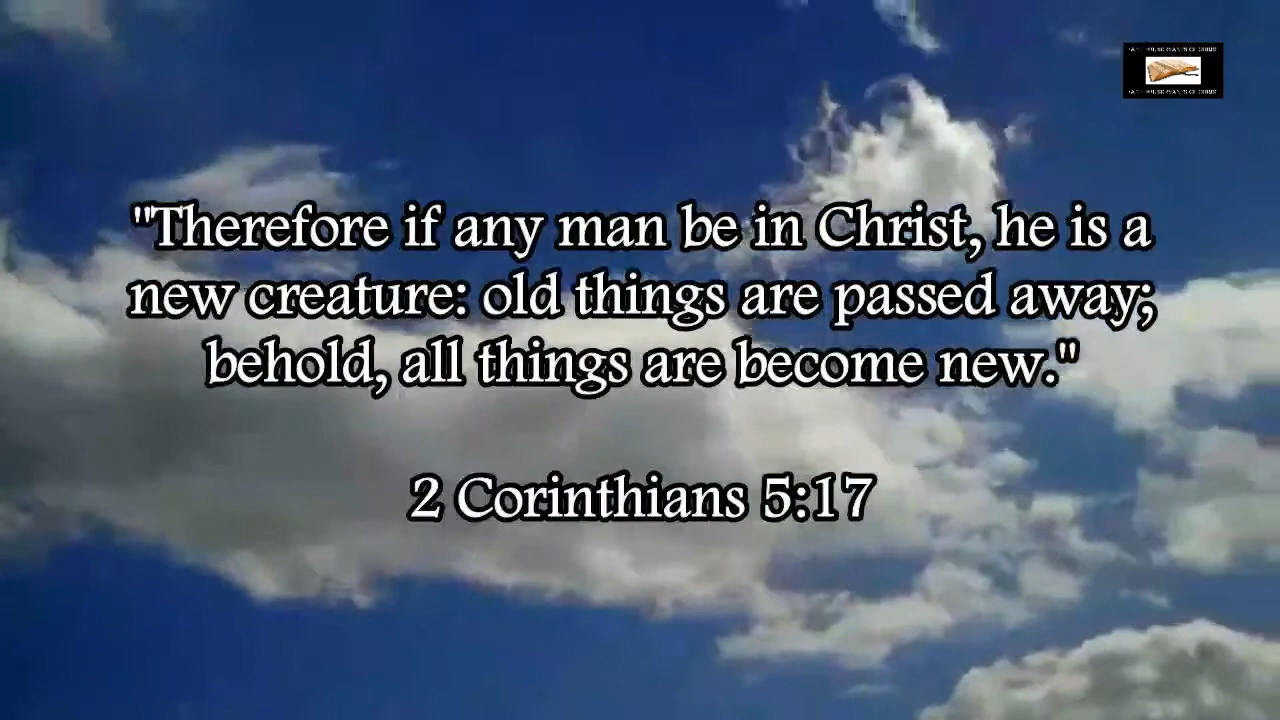 "Therefore if any man be in Christ, he is a
new creature: old things are passed away;
behold, all things are become new."
2 Corinthians 5:17